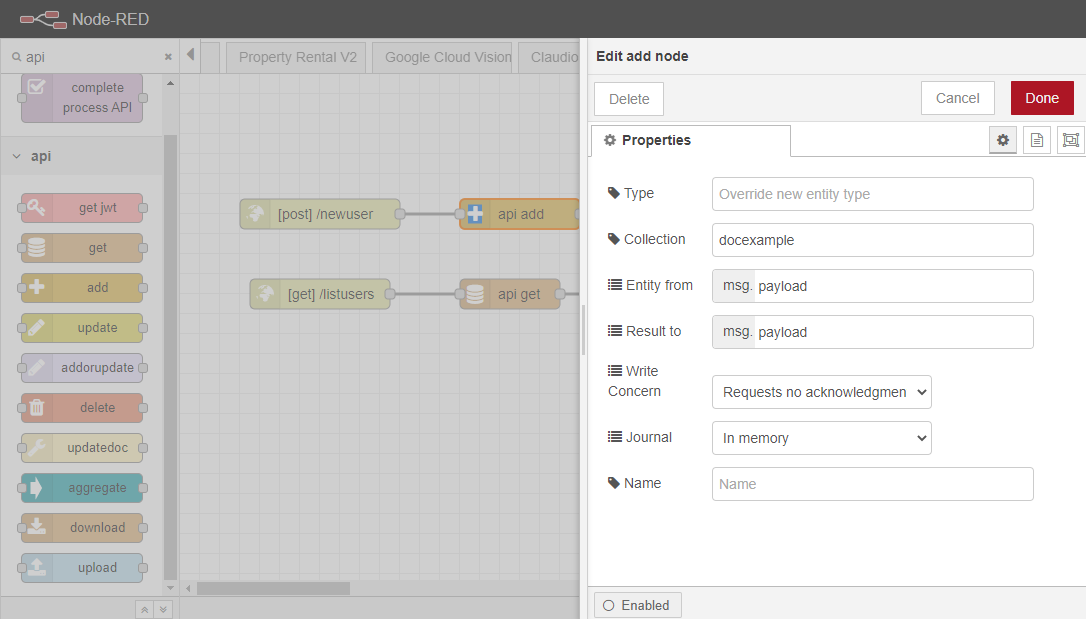 Node-RED
api
Property Rental V2
Google Cloud Vision
Claudio
complete
process API
api
get jwt
get
add
update
addorupdate
delete
updatedoc
aggregate
download
upload
[post] /newuser
api add
[get] /listusers
api get
Edit add node
Delete
Cancel
Done
Properties
Type
Override new entity type
Collection
docexample
Entity from
msg. payload
Result to
msg. payload
Write
Concern
Requests no acknowledgmen
Journal
In memory
Name
Name
Enabled